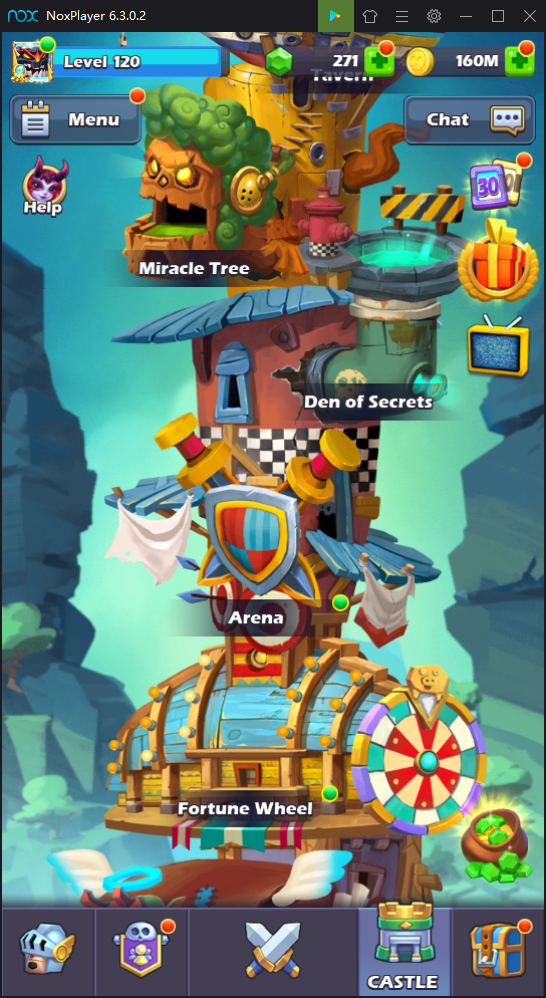 nox NoxPlayer 6.3.0.2
Level 120
271
160M
Tavern
Menu
Chat
30
Help
Miracle Tree
Den of Secrets
Arena
Fortune Wheel
CASTLE